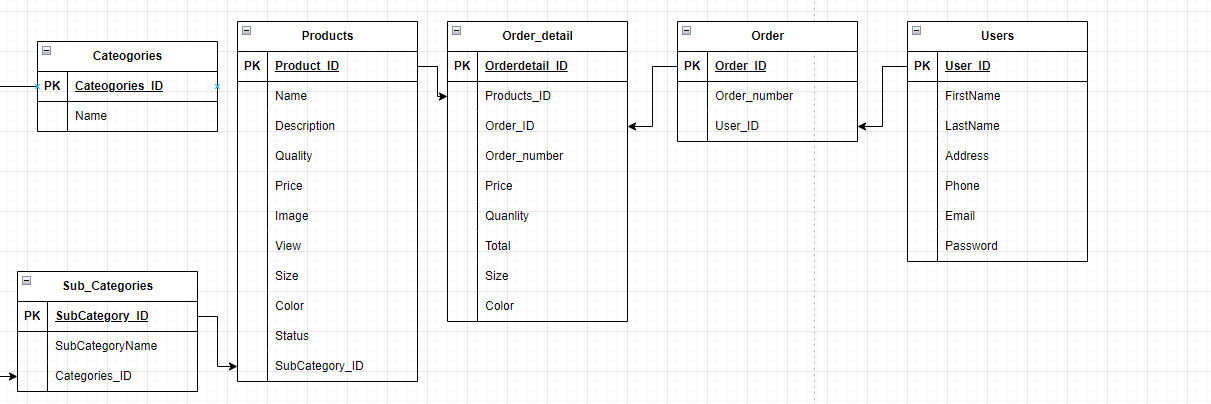 Cateogories
PK Cateogories_ID
Name
Sub_Categories
PK SubCategory_ID
SubCategoryName
Categories_ID
Products
PK Product_ID
Name
Description
Quality
Price
Image
View
Size
Color
Status
SubCategory_ID
Order_detail
PK Orderdetail_ID
Products_ID
Order_ID
Order_number
Price
Quanlity
Total
Size
Color
Order
PK Order_ID
Order_number
User_ID
Users
PK User_ID
FirstName
LastName
Address
Phone
Email
Password